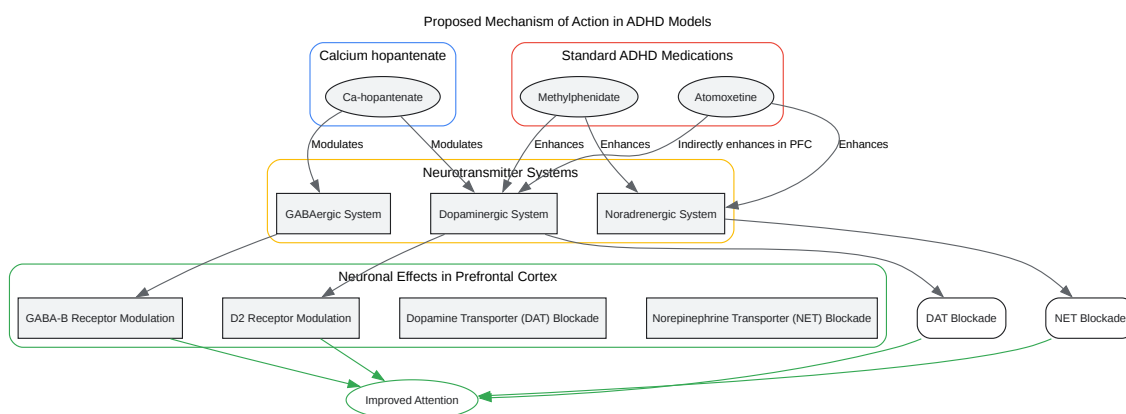 Proposed Mechanism of Action in ADHD Models
Calcium hopantenate
Standard ADHD Medications
Ca-hopantenate
Methylphenidate
Atomoxetine
Modulates
Modulates
Enhances
Enhances
Indirectly enhances in PFC
Enhances
Neurotransmitter Systems
GABAergic System
Dopaminergic System
Noradrenergic System
Neuronal Effects in Prefrontal Cortex
GABA-B Receptor Modulation
D2 Receptor Modulation
Dopamine Transporter (DAT) Blockade
Norepinephrine Transporter (NET) Blockade
DAT Blockade
NET Blockade
Improved Attention